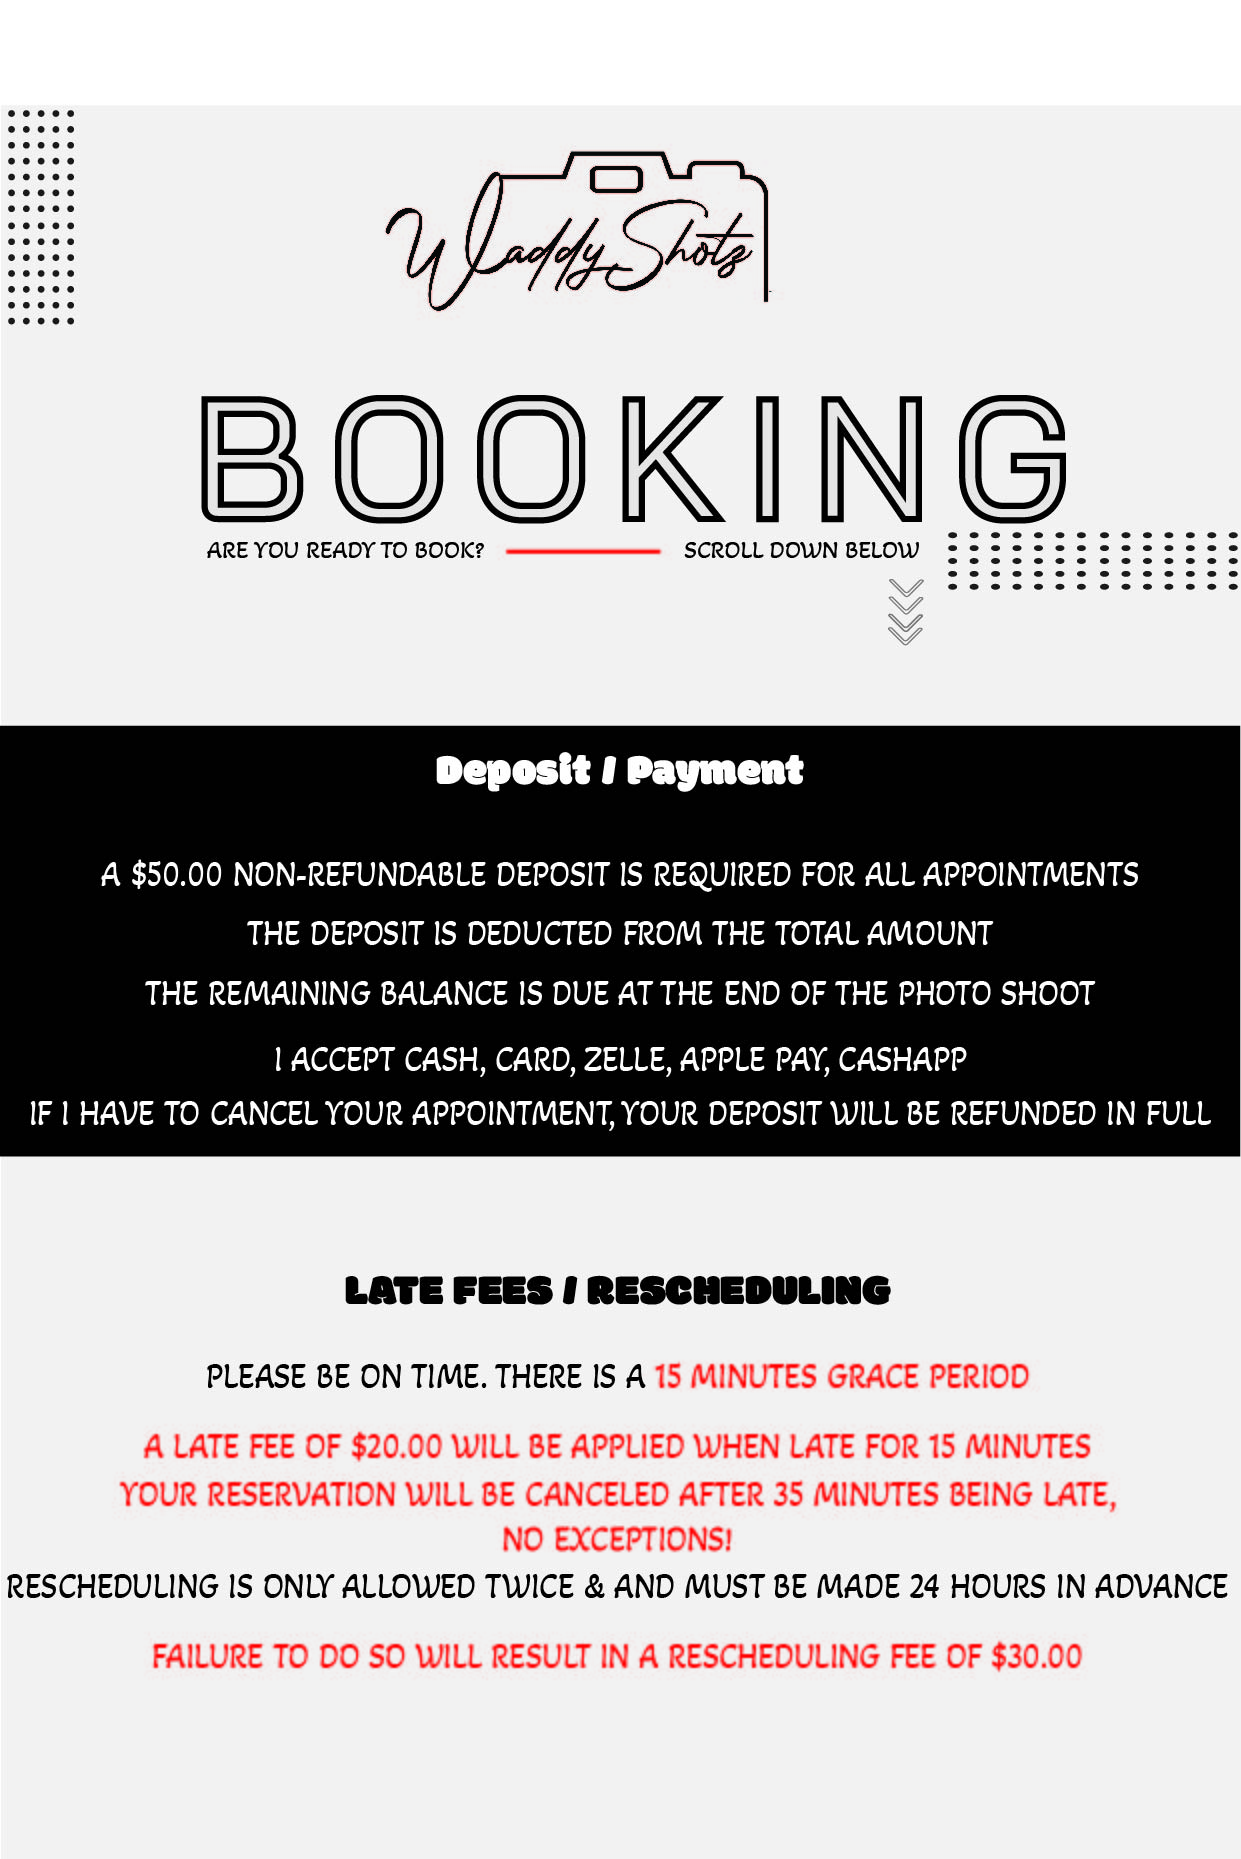 WaddyShotz
BOOKING
ARE YOU READY TO BOOK? SCROLL DOWN BELOW
Deposit / Payment
A $50.00 NON-REFUNDABLE DEPOSIT IS REQUIRED FOR ALL APPOINTMENTS
THE DEPOSIT IS DEDUCTED FROM THE TOTAL AMOUNT
THE REMAINING BALANCE IS DUE AT THE END OF THE PHOTO SHOOT
I ACCEPT CASH, CARD, ZELLE, APPLE PAY, CASHAPP
IF I HAVE TO CANCEL YOUR APPOINTMENT, YOUR DEPOSIT WILL BE REFUNDED IN FULL
LATE FEES / RESCHEDULING
PLEASE BE ON TIME. THERE IS A 15 MINUTES GRACE PERIOD
A LATE FEE OF $20.00 WILL BE APPLIED WHEN LATE FOR 15 MINUTES
YOUR RESERVATION WILL BE CANCELED AFTER 35 MINUTES BEING LATE,
NO EXCEPTIONS!
RESCHEDULING IS ONLY ALLOWED TWICE & AND MUST BE MADE 24 HOURS IN ADVANCE
FAILURE TO DO SO WILL RESULT IN A RESCHEDULING FEE OF $30.00